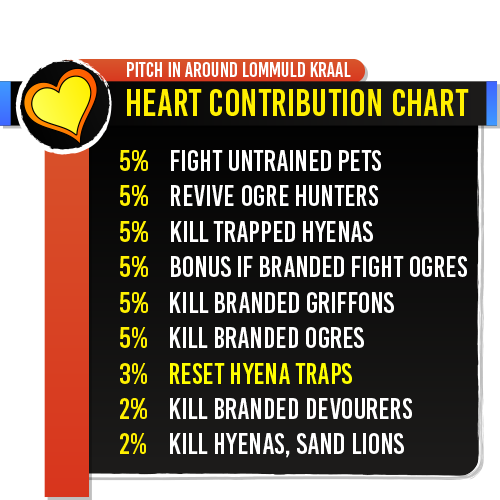 PITCH IN AROUND LOMMULD KRAAL
HEART CONTRIBUTION CHART
5% FIGHT UNTRAINED PETS
5% REVIVE OGRE HUNTERS
5% KILL TRAPPED HYENAS
5% BONUS IF BRANDED FIGHT OGRES
5% KILL BRANDED GRIFFONS
5% KILL BRANDED OGRES
3% RESET HYENA TRAPS
2% KILL BRANDED DEVOURERS
2% KILL HYENAS, SAND LIONS